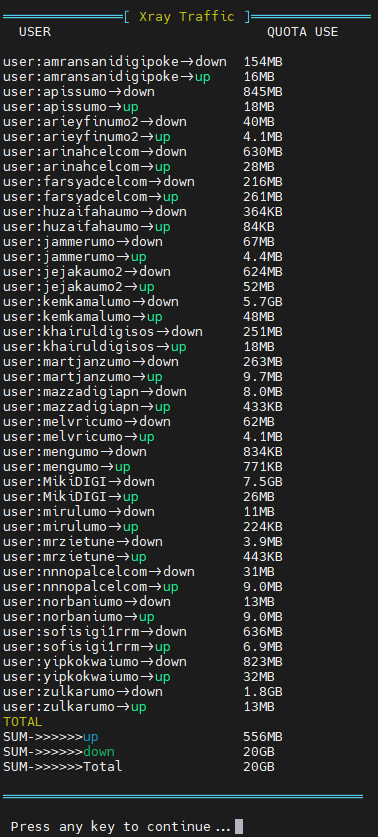 [ Xray Traffic ]
USER QUOTA USE
user:amransanidigipoke->down 154MB
user:amransanidigipoke->up 16MB
user:apissumo->down 845MB
user:apissumo->up 18MB
user:arieyfinumo2->down 40MB
user:arieyfinumo2->up 4.1MB
user:arinahcelcom->down 630MB
user:arinahcelcom->up 28MB
user:farsyadcelcom->down 216MB
user:farsyadcelcom->up 261MB
user:huzaifahaumo->down 364KB
user:huzaifahaumo->up 84KB
user:jammerumo->down 67MB
user:jammerumo->up 4.4MB
user:jejakaumo2->down 624MB
user:jejakaumo2->up 52MB
user:kemkamalumo->down 5.7GB
user:kemkamalumo->up 48MB
user:khairuldigisos->down 251MB
user:khairuldigisos->up 18MB
user:martjanzumo->down 263MB
user:martjanzumo->up 9.7MB
user:mazzadigiapn->down 8.0MB
user:mazzadigiapn->up 433KB
user:melvricumo->down 62MB
user:melvricumo->up 4.1MB
user:mengumo->down 834KB
user:mengumo->up 771KB
user:MikiDIGI->down 7.5GB
user:MikiDIGI->up 26MB
user:mirulumo->down 11MB
user:mirulumo->up 224KB
user:mrzietune->down 3.9MB
user:mrzietune->up 443KB
user:nnnopalcelcom->down 31MB
user:nnnopalcelcom->up 9.0MB
user:norbaniumo->down 13MB
user:norbaniumo->up 9.0MB
user:sofisigi1rrm->down 636MB
user:sofisigi1rrm->up 6.9MB
user:yipkokwaiumo->down 823MB
user:yipkokwaiumo->up 32MB
user:zulkarumo->down 1.8GB
user:zulkarumo->up 13MB
TOTAL
SUM->>>>>>up 556MB
SUM->>>>>>down 20GB
SUM->>>>>>Total 20GB
Press any key to continue...